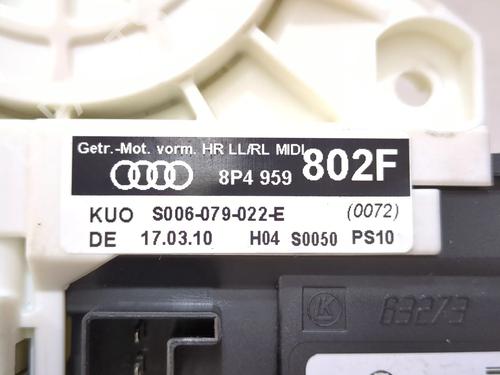 Getr.-Mot. vorm. HR LL/RL MIDI
8P4 959 802F
KUO S006-079-022-E (0072)
DE 17.03.10 H04 S0050 PS10
K 63273